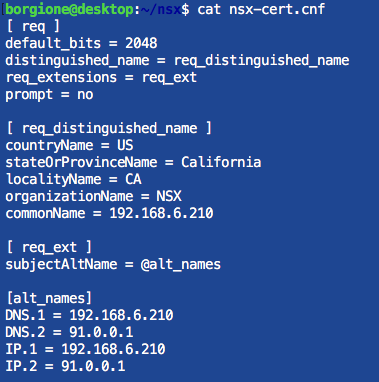 borgione@desktop:~/nsx$ cat nsx-cert.cnf
[ req ]
default_bits = 2048
distinguished_name = req_distinguished_name
req_extensions = req_ext
prompt = no
[ req_distinguished_name ]
countryName = US
stateOrProvinceName = California
localityName = CA
organizationName = NSX
commonName = 192.168.6.210
[ req_ext ]
subjectAltName = @alt_names
[alt_names]
DNS.1 = 192.168.6.210
DNS.2 = 91.0.0.1
IP.1 = 192.168.6.210
IP.2 = 91.0.0.1